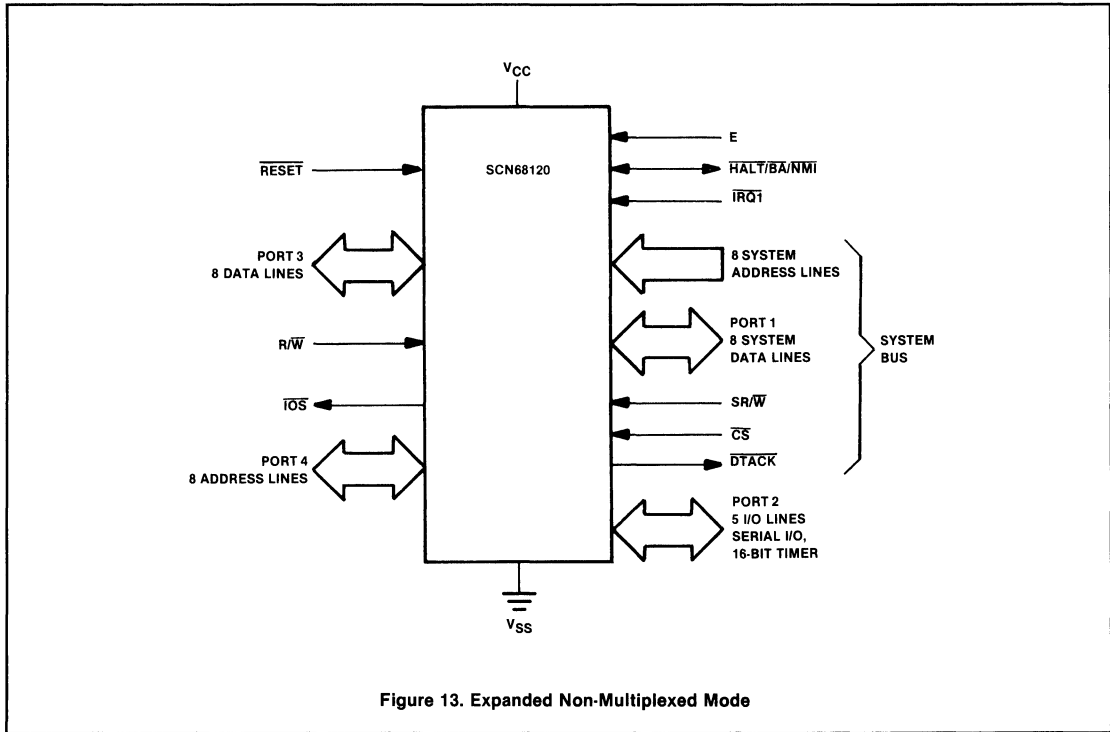 VCC
SCN68120
RESET
PORT 3
8 DATA LINES
R/W
IOS
PORT 4
8 ADDRESS LINES
E
HALT/BA/NMI
IRQ1
8 SYSTEM
ADDRESS LINES
PORT 1
8 SYSTEM
DATA LINES
SR/W
CS
DTACK
SYSTEM
BUS
PORT 2
5 I/O LINES
SERIAL I/O,
16-BIT TIMER
VSS
Figure 13. Expanded Non-Multiplexed Mode